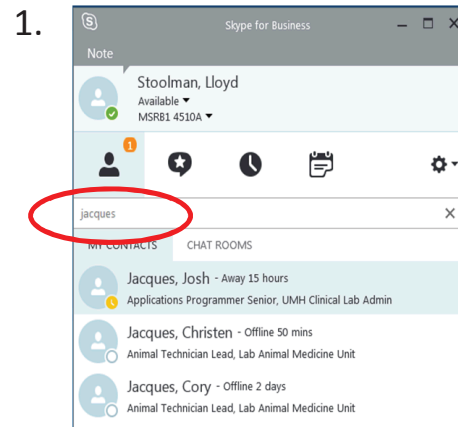 1.
S
Skype for Business
Note
Stoolman, Lloyd
Available
MSRB1 4510A
1
jacques
MY CONTACTS CHAT ROOMS
Jacques, Josh - Away 15 hours
Applications Programmer Senior, UMH Clinical Lab Admin
Jacques, Christen - Offline 50 mins
Animal Technician Lead, Lab Animal Medicine Unit
Jacques, Cory - Offline 2 days
Animal Technician Lead, Lab Animal Medicine Unit